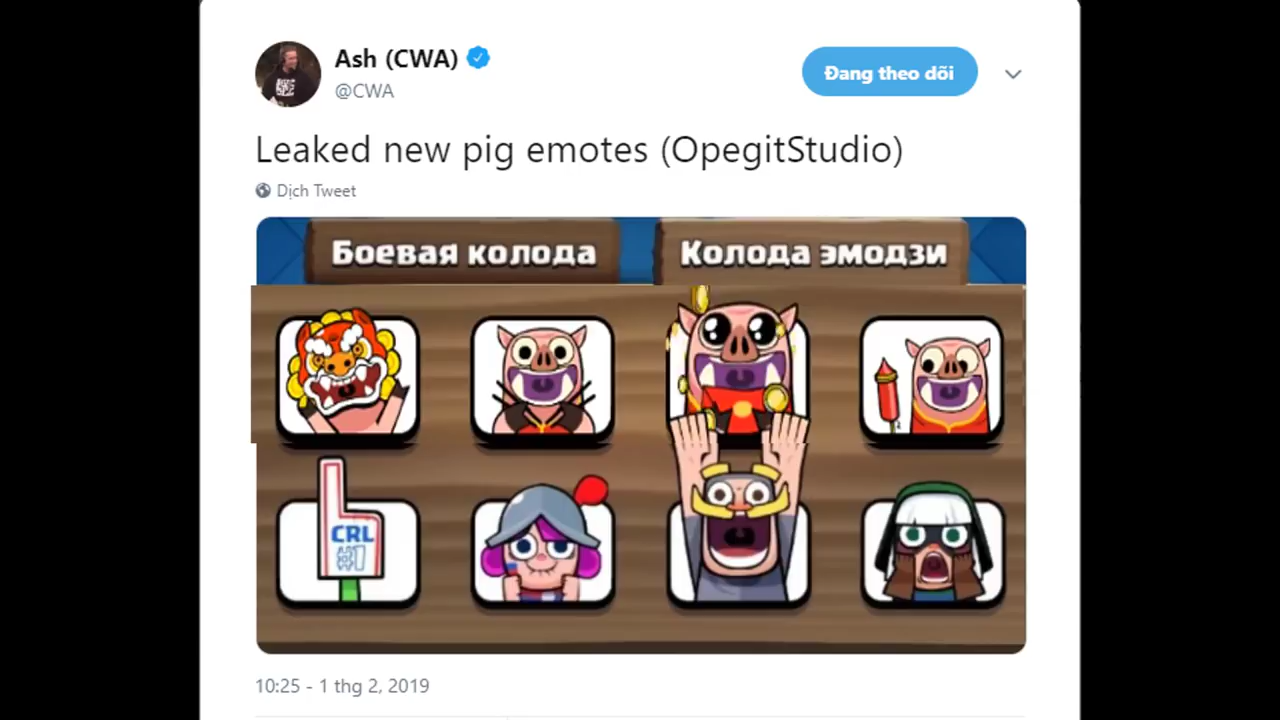 Ash (CWA)
@CWA
Đang theo dõi
Leaked new pig emotes (OpegitStudio)
Dịch Tweet
Боевая колода
Колода эмодзи
CRL
#1
10:25 - 1 thg 2, 2019